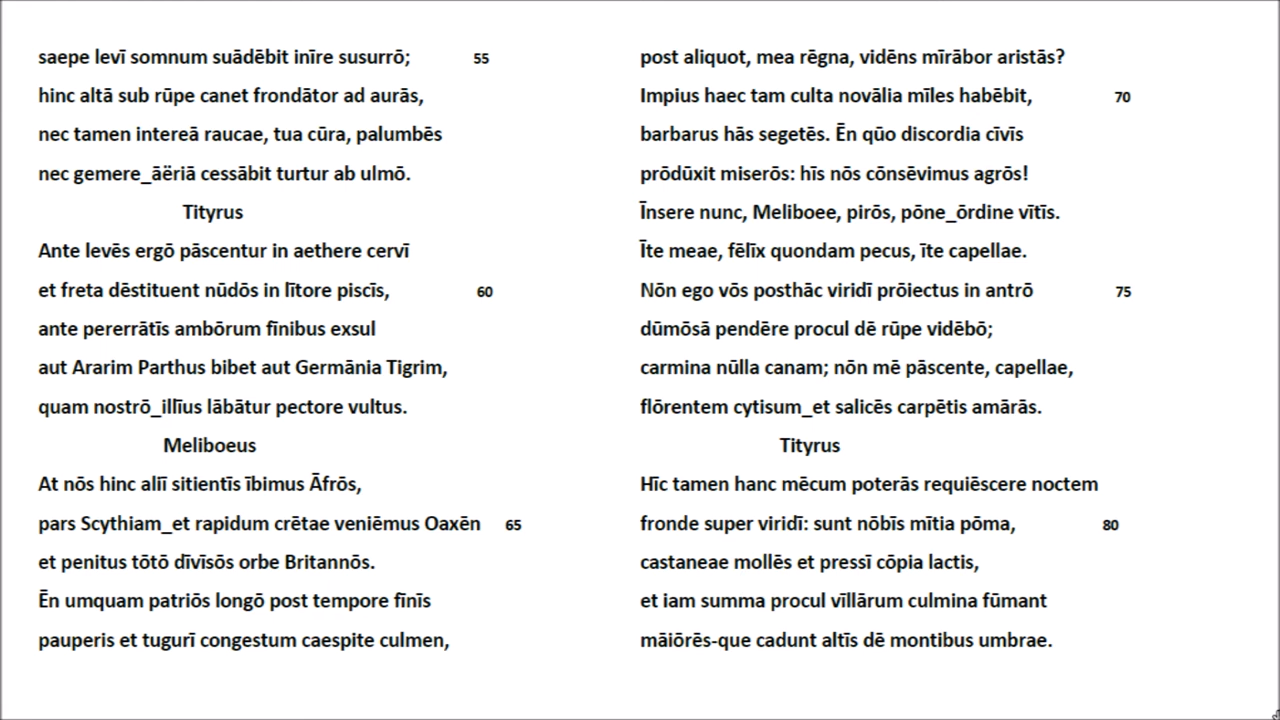 saepe levī somnum suādēbit inīre susurrō; 55
hinc altā sub rūpe canet frondātor ad aurās,
nec tamen intereā raucae, tua cūra, palumbēs
nec gemere_āëriā cessābit turtur ab ulmō.
Tityrus
Ante levēs ergō pāscentur in aethere cervī
et freta dēstituent nūdōs in lītore piscīs, 60
ante pererrātīs ambōrum fīnibus exsul
aut Ararim Parthus bibet aut Germānia Tigrim,
quam nostrō_illīus lābātur pectore vultus.
Meliboeus
At nōs hinc aliī sitientīs ībimus Āfrōs,
pars Scythiam_et rapidum crētae veniēmus Oaxēn 65
et penitus tōtō dīvīsōs orbe Britannōs.
Ēn umquam patriōs longō post tempore fīnīs
pauperis et tugurī congestum caespite culmen,
post aliquot, mea rēgna, vidēns mīrābor aristās?
Impius haec tam culta novālia mīles habēbit, 70
barbarus hās segetēs. Ēn qūo discordia cīvīs
prōdūxit miserōs: hīs nōs cōnsēvimus agrōs!
Īnsere nunc, Meliboee, pirōs, pōne_ōrdine vītīs.
Īte meae, fēlīx quondam pecus, īte capellae.
Nōn ego vōs posthāc viridī prōiectus in antrō 75
dūmōsā pendēre procul dē rūpe vidēbō;
carmina nūlla canam; nōn mē pāscente, capellae,
flōrentem cytisum_et salicēs carpētis amārās.
Tityrus
Hīc tamen hanc mēcum poterās requiēscere noctem
fronde super viridī: sunt nōbīs mītia pōma, 80
castaneae mollēs et pressī cōpia lactis,
et iam summa procul vīllārum culmina fūmant
māiōrēs-que cadunt altīs dē montibus umbrae.